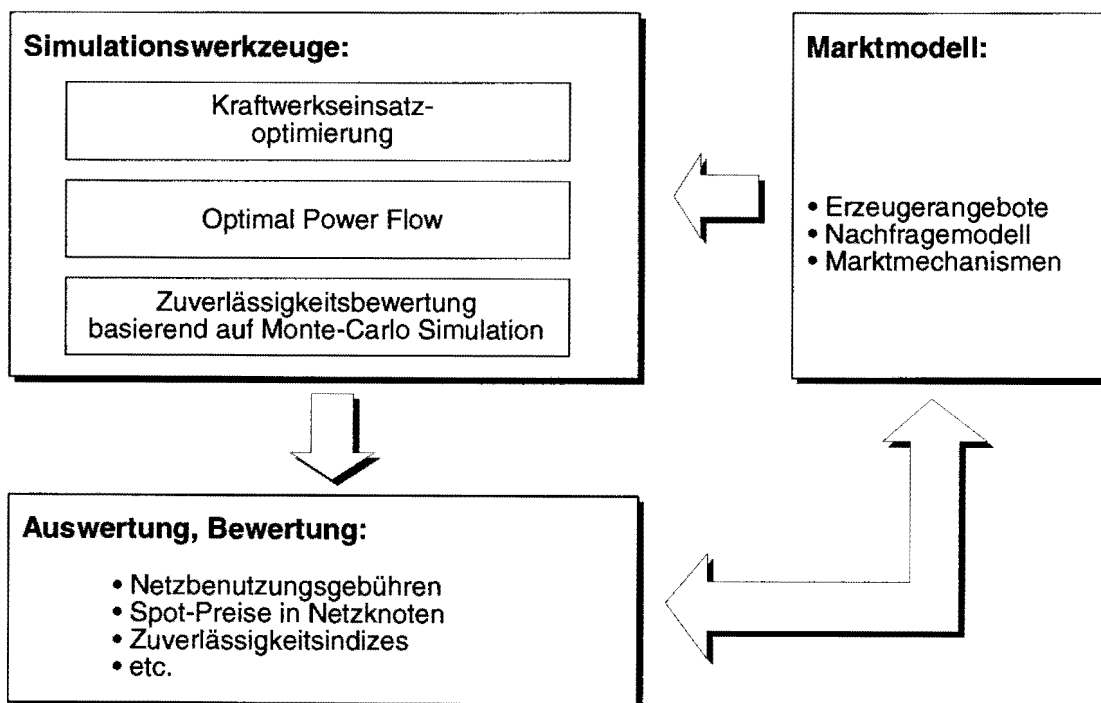 Simulationswerkzeuge:
Kraftwerkseinsatz-
optimierung
Optimal Power Flow
Zuverlässigkeitsbewertung
basierend auf Monte-Carlo Simulation
Marktmodell:
• Erzeugerangebote
• Nachfragemodell
• Marktmechanismen
Auswertung, Bewertung:
• Netzbenutzungsgebühren
• Spot-Preise in Netzknoten
• Zuverlässigkeitsindizes
• etc.